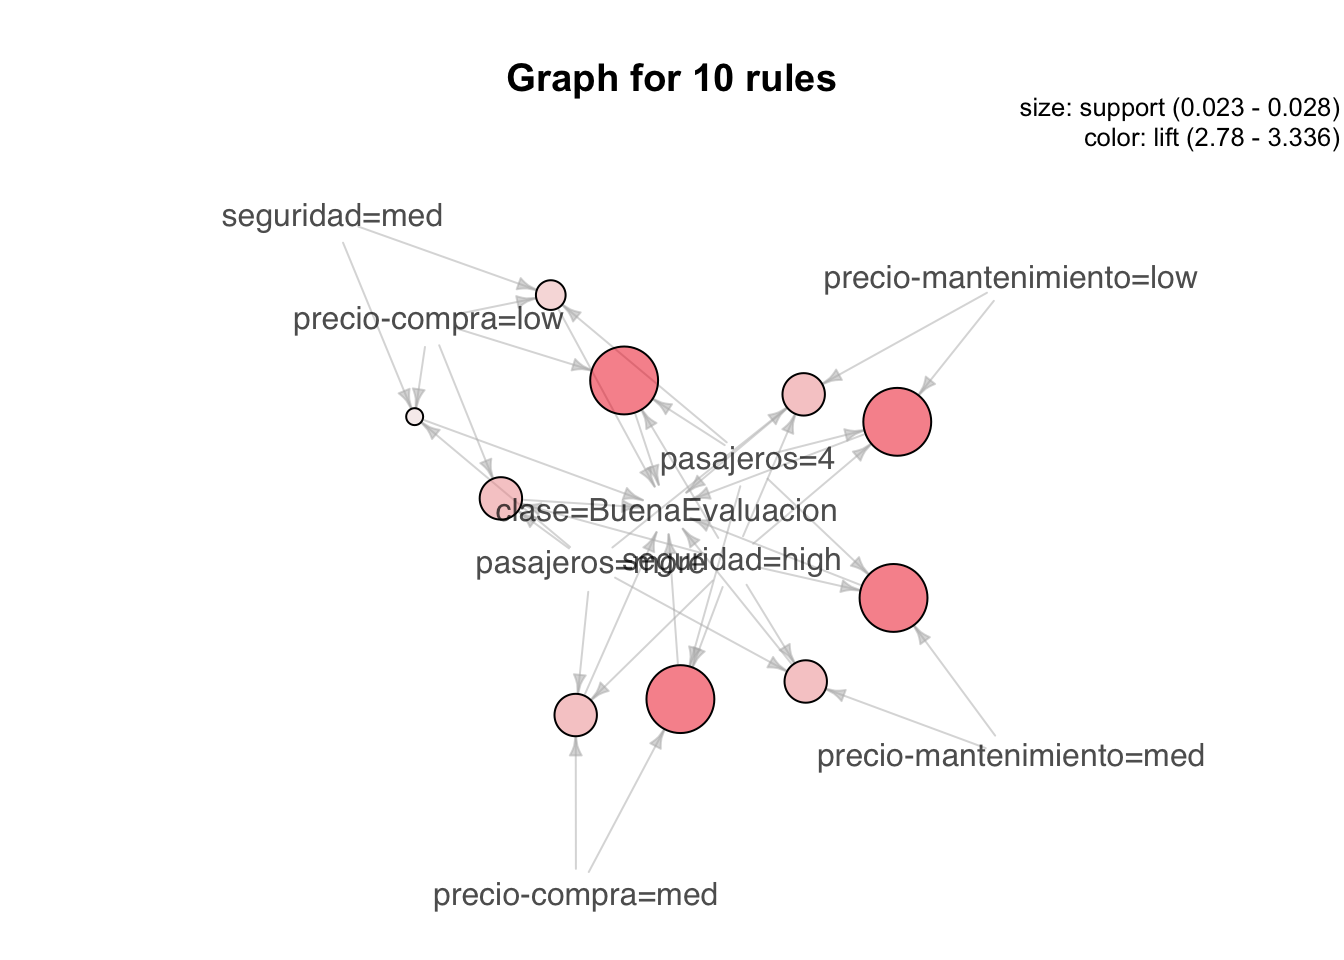 Graph for 10 rules
size: support (0.023 - 0.028)
color: lift (2.78 - 3.336)
seguridad=med
precio-mantenimiento=low
precio-compra=low
pasajeros=4
clase=BuenaEvaluacion
pasajeros=more
seguridad=high
precio-mantenimiento=med
precio-compra=med